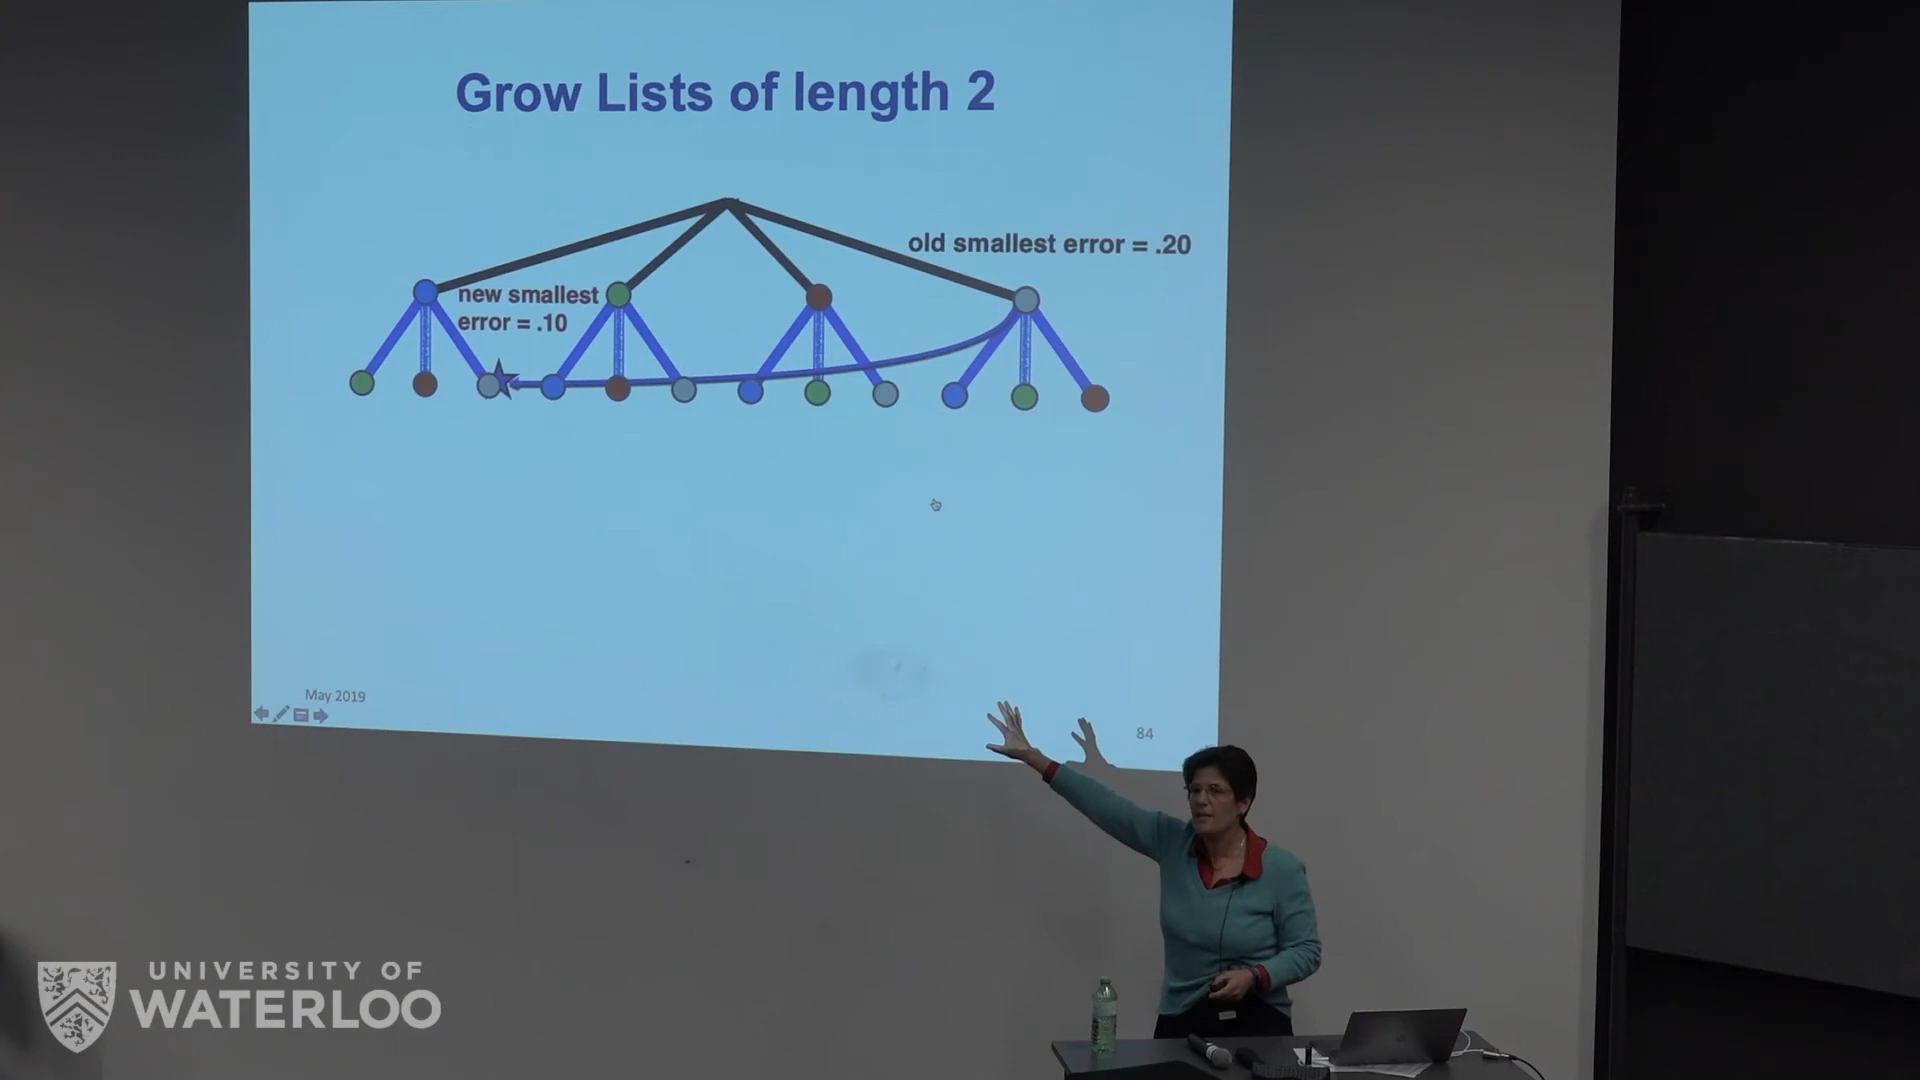 Grow Lists of length 2
old smallest error = .20
new smallest
error = .10
May 2019
84
UNIVERSITY OF
WATERLOO